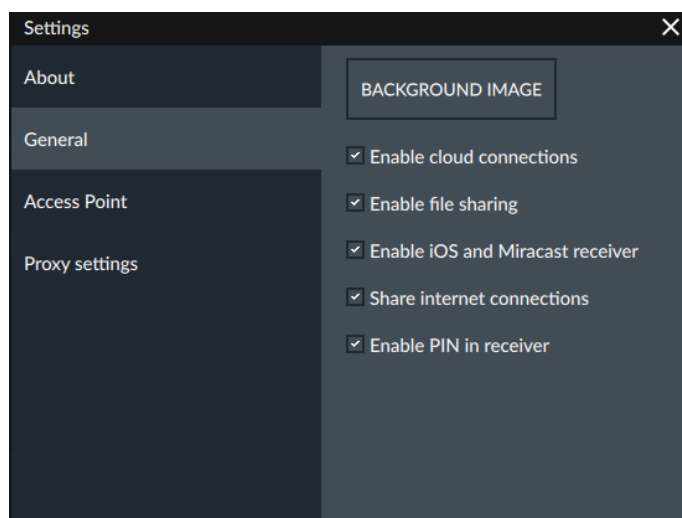 Settings
About
General
Access Point
Proxy settings
BACKGROUND IMAGE
Enable cloud connections
Enable file sharing
Enable iOS and Miracast receiver
Share internet connections
Enable PIN in receiver